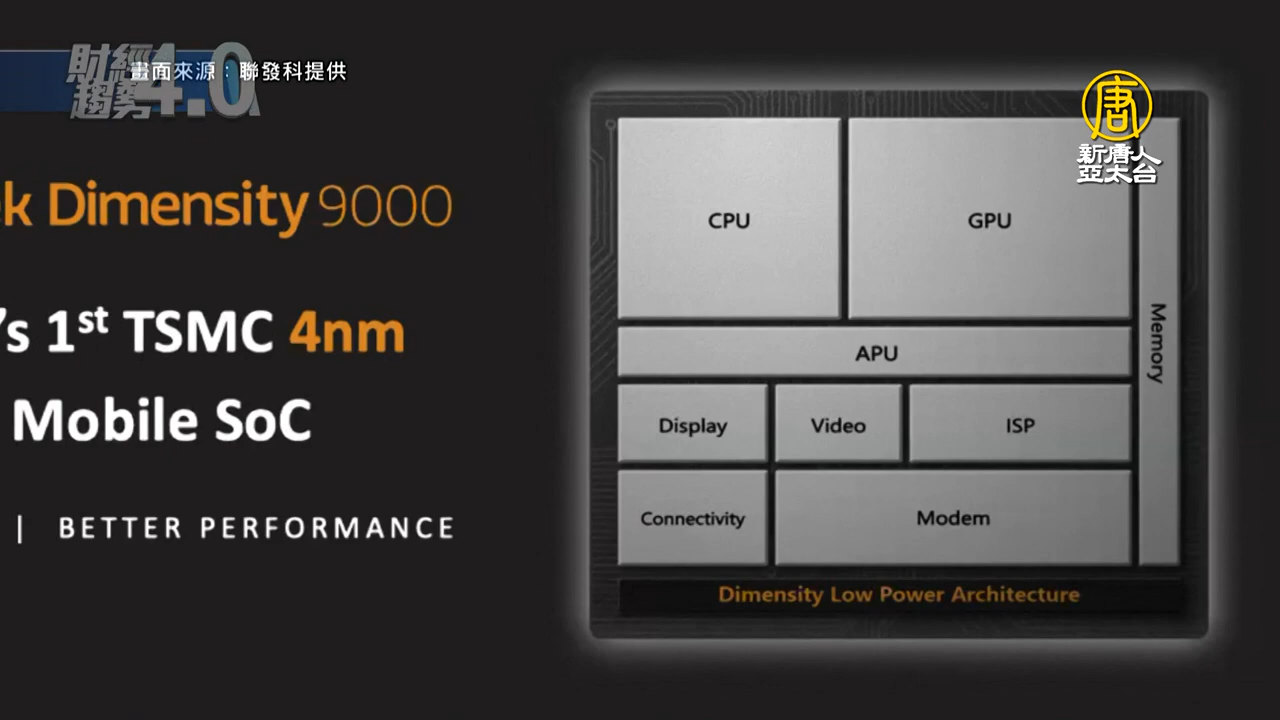 財經
趨勢4.0
畫面來源：聯發科提供
唐
新唐人
亞太台
k Dimensity 9000
's 1st TSMC 4nm
Mobile SoC
| BETTER PERFORMANCE
CPU
GPU
Memory
APU
Display
Video
ISP
Connectivity
Modem
Dimensity Low Power Architecture